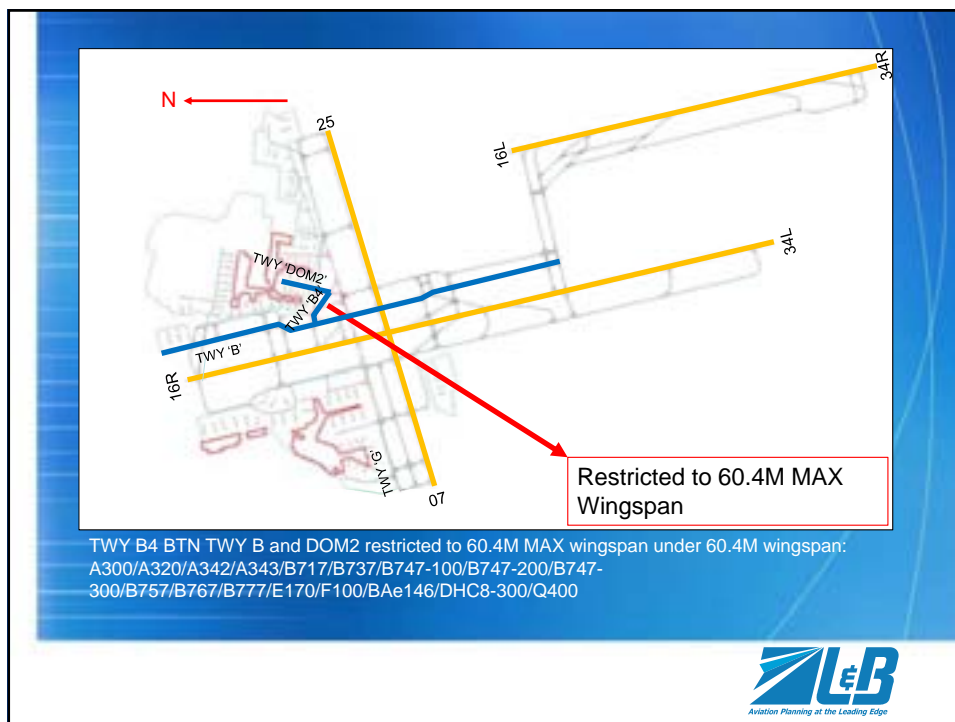 34R
N
25
16L
34L
TWY 'DOM2'
TWY 'B4'
TWY 'B'
16R
TWY 'G'
07
Restricted to 60.4M MAX
Wingspan
TWY B4 BTN TWY B and DOM2 restricted to 60.4M MAX wingspan under 60.4M wingspan:
A300/A320/A342/A343/B717/B737/B747-100/B747-200/B747-
300/B757/B767/B777/E170/F100/BAe146/DHC8-300/Q400
L&B
Aviation Planning at the Leading Edge